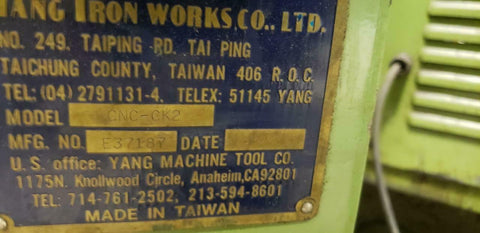 IRON WORKS CO., LTD.
NO. 249. TAIPING RD. TAI PING
TAICHUNG COUNTY, TAIWAN 406 R.O.C.
TEL: (04) 2791131-4. TELEX: 51145 YANG
MODEL CNC-CK2
MFG. NO. E37187 DATE
U.S. office: YANG MACHINE TOOL CO.
1175N. Knollwood Circle, Anaheim,CA92801
TEL: 714-761-2502, 213-594-8601
MADE IN TAIWAN